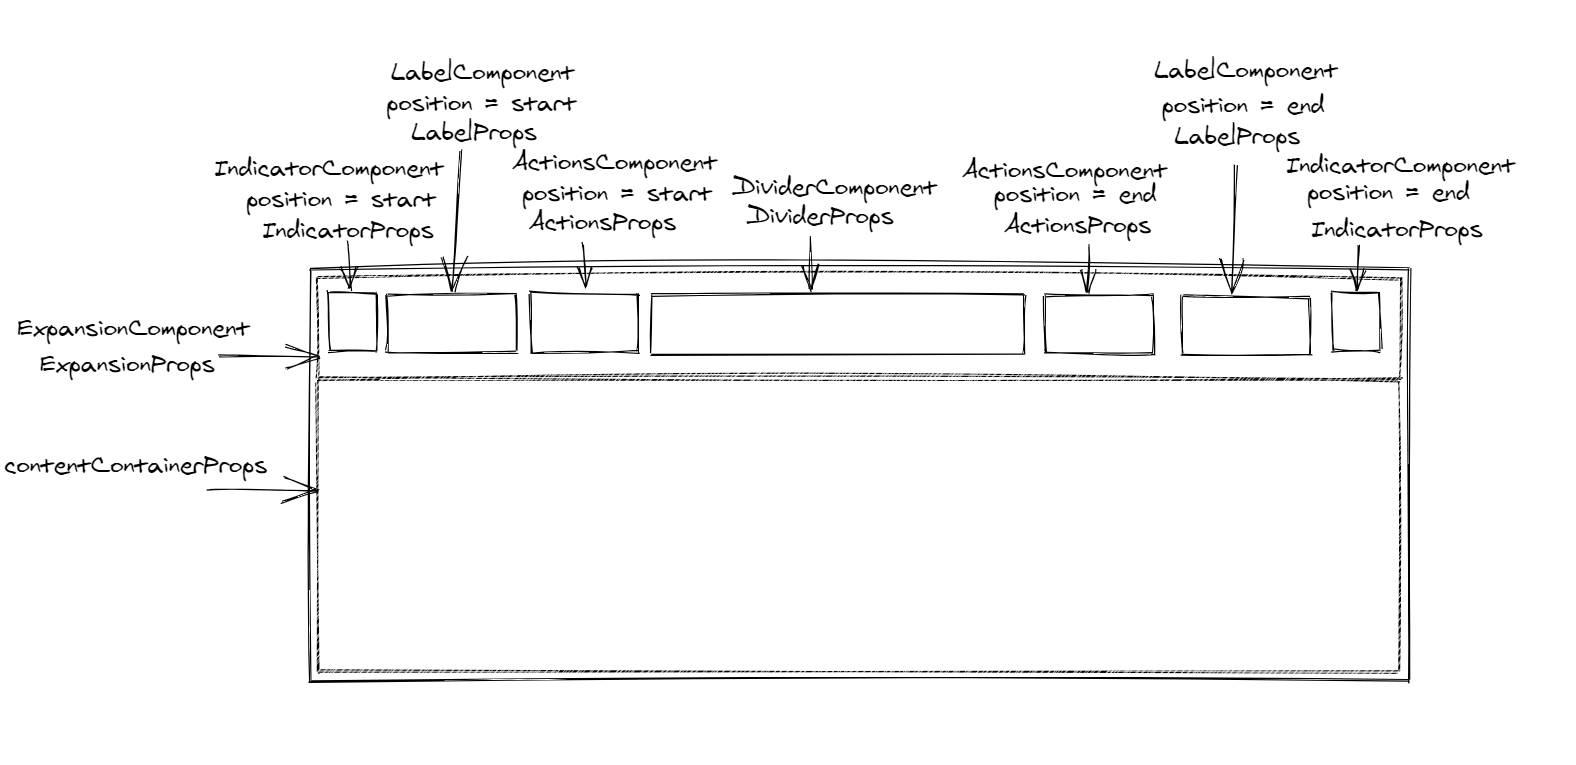 LabelComponent
position = start
LabelProps
LabelComponent
position = end
LabelProps
IndicatorComponent
position = start
IndicatorProps
ActionsComponent
position = start
ActionsProps
DividerComponent
DividerProps
ActionsComponent
position = end
ActionsProps
IndicatorComponent
position = end
IndicatorProps
ExpansionComponent
ExpansionProps
contentContainerProps